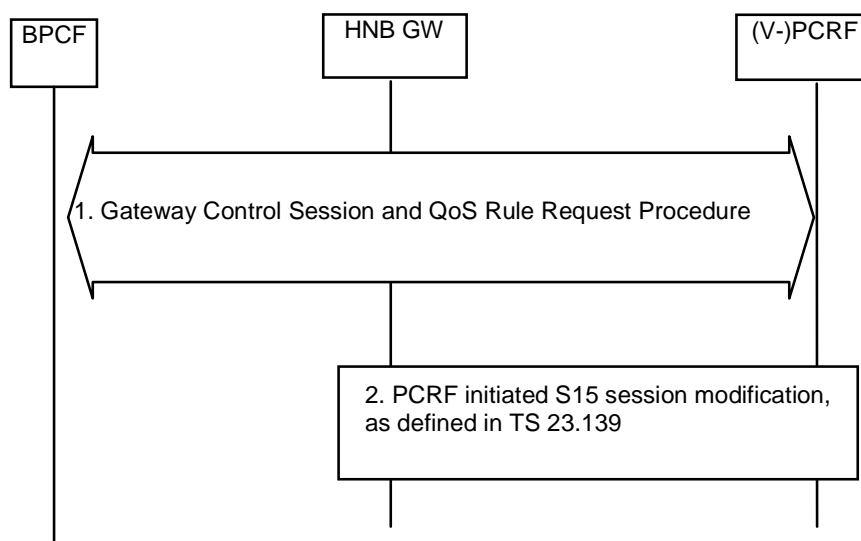 BPCF
HNB GW
(V-)PCRF
1. Gateway Control Session and QoS Rule Request Procedure
2. PCRF initiated S15 session modification,
as defined in TS 23.139